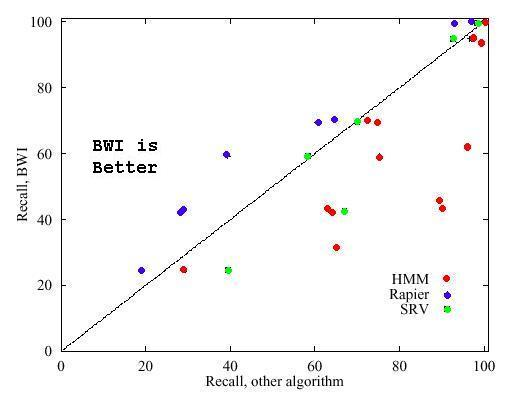 100
80
60
40
20
0
Recall, BWI
BWI is
Better
HMM
Rapier
SRV
0 20 40 60 80 100
Recall, other algorithm